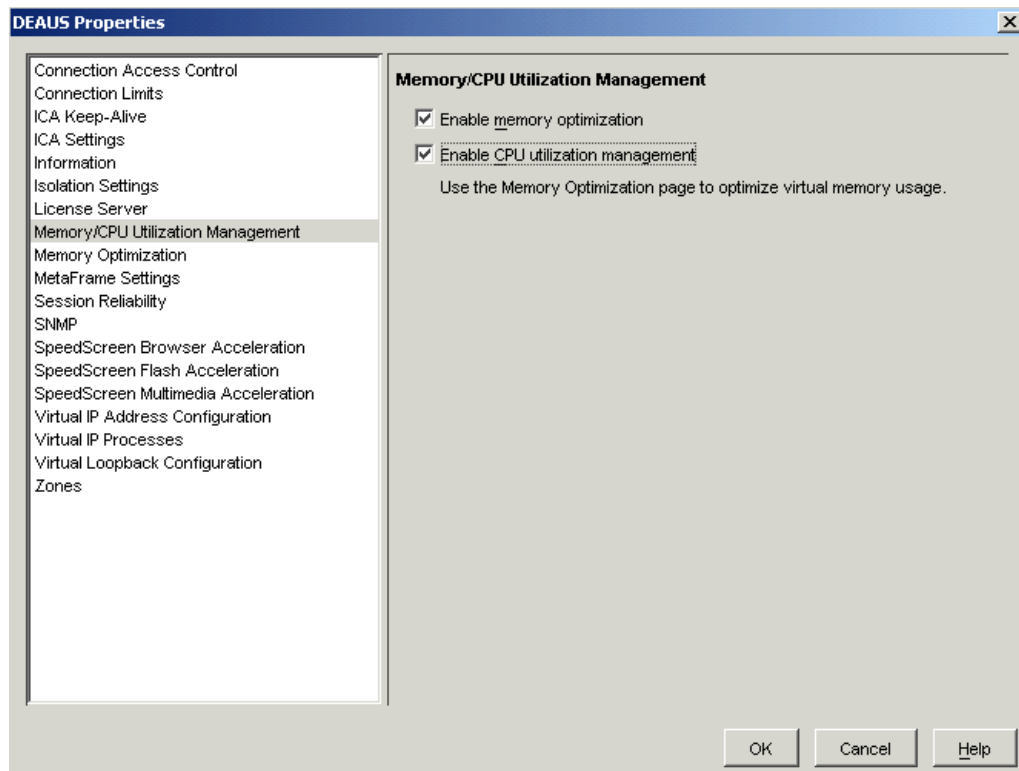 DEAUS Properties
Connection Access Control
Connection Limits
ICA Keep-Alive
ICA Settings
Information
Isolation Settings
License Server
Memory/CPU Utilization Management
Memory Optimization
MetaFrame Settings
Session Reliability
SNMP
SpeedScreen Browser Acceleration
SpeedScreen Flash Acceleration
SpeedScreen Multimedia Acceleration
Virtual IP Address Configuration
Virtual IP Processes
Virtual Loopback Configuration
Zones
Memory/CPU Utilization Management
Enable memory optimization
Enable CPU utilization management
Use the Memory Optimization page to optimize virtual memory usage.
OK
Cancel
Help